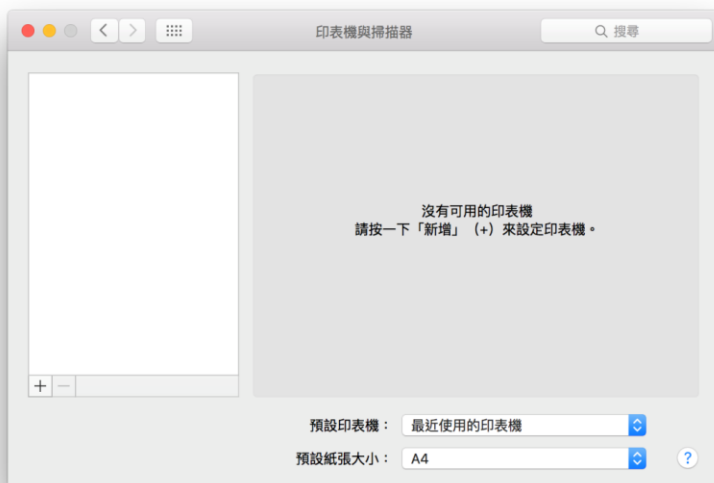 印表機與掃描器
搜尋
沒有可用的印表機
請按一下「新增」（+）來設定印表機。
+ −
預設印表機： 最近使用的印表機
預設紙張大小： A4
?